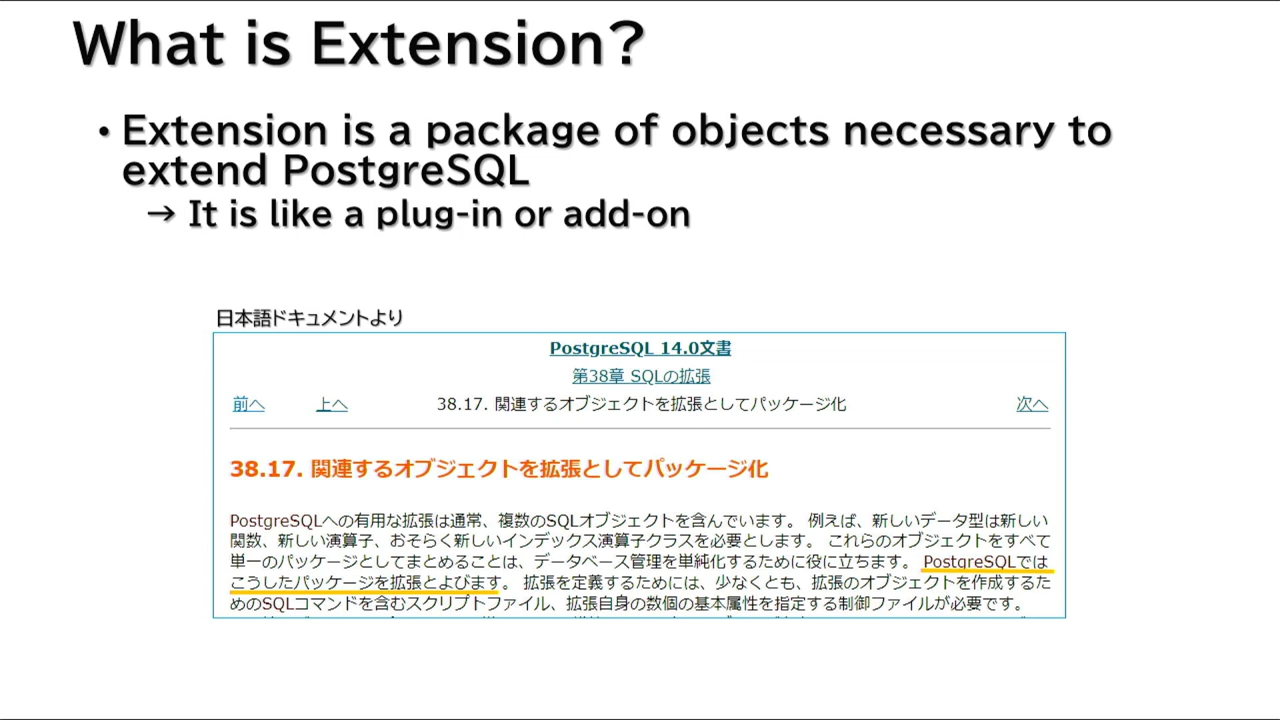 What is Extension?
• Extension is a package of objects necessary to
extend PostgreSQL
→ It is like a plug-in or add-on
日本語ドキュメントより
PostgreSQL 14.0文書
第38章 SQLの拡張
前へ 上へ 38.17. 関連するオブジェクトを拡張としてパッケージ化 次へ
38.17. 関連するオブジェクトを拡張としてパッケージ化
PostgreSQLへの有用な拡張は通常、複数のSQLオブジェクトを含んでいます。 例えば、新しいデータ型は新しい
関数、新しい演算子、おそらく新しいインデックス演算子クラスを必要とします。 これらのオブジェクトをすべて
単一のパッケージとしてまとめることは、データベース管理を単純化するために役に立ちます。 PostgreSQLでは
こうしたパッケージを拡張とよびます。 拡張を定義するためには、少なくとも、拡張のオブジェクトを作成するた
めのSQLコマンドを含むスクリプトファイル、拡張自身の数個の基本属性を指定する制御ファイルが必要です。